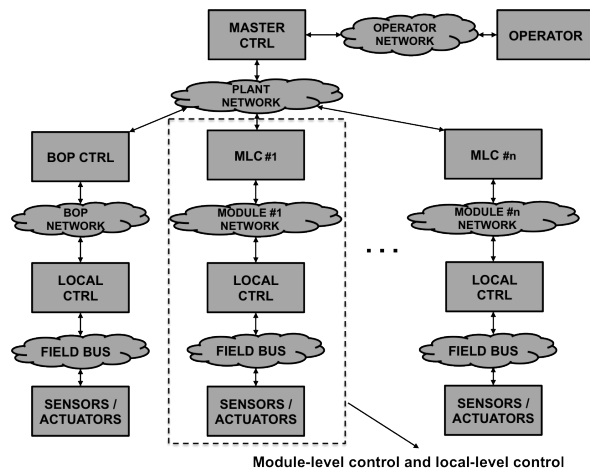 MASTER
CTRL
OPERATOR
NETWORK
OPERATOR
PLANT
NETWORK
BOP CTRL
MLC #1
MLC #n
BOP
NETWORK
MODULE #1
NETWORK
MODULE #n
NETWORK
. . .
LOCAL
CTRL
LOCAL
CTRL
LOCAL
CTRL
FIELD BUS
FIELD BUS
FIELD BUS
SENSORS /
ACTUATORS
SENSORS /
ACTUATORS
SENSORS /
ACTUATORS
Module-level control and local-level control